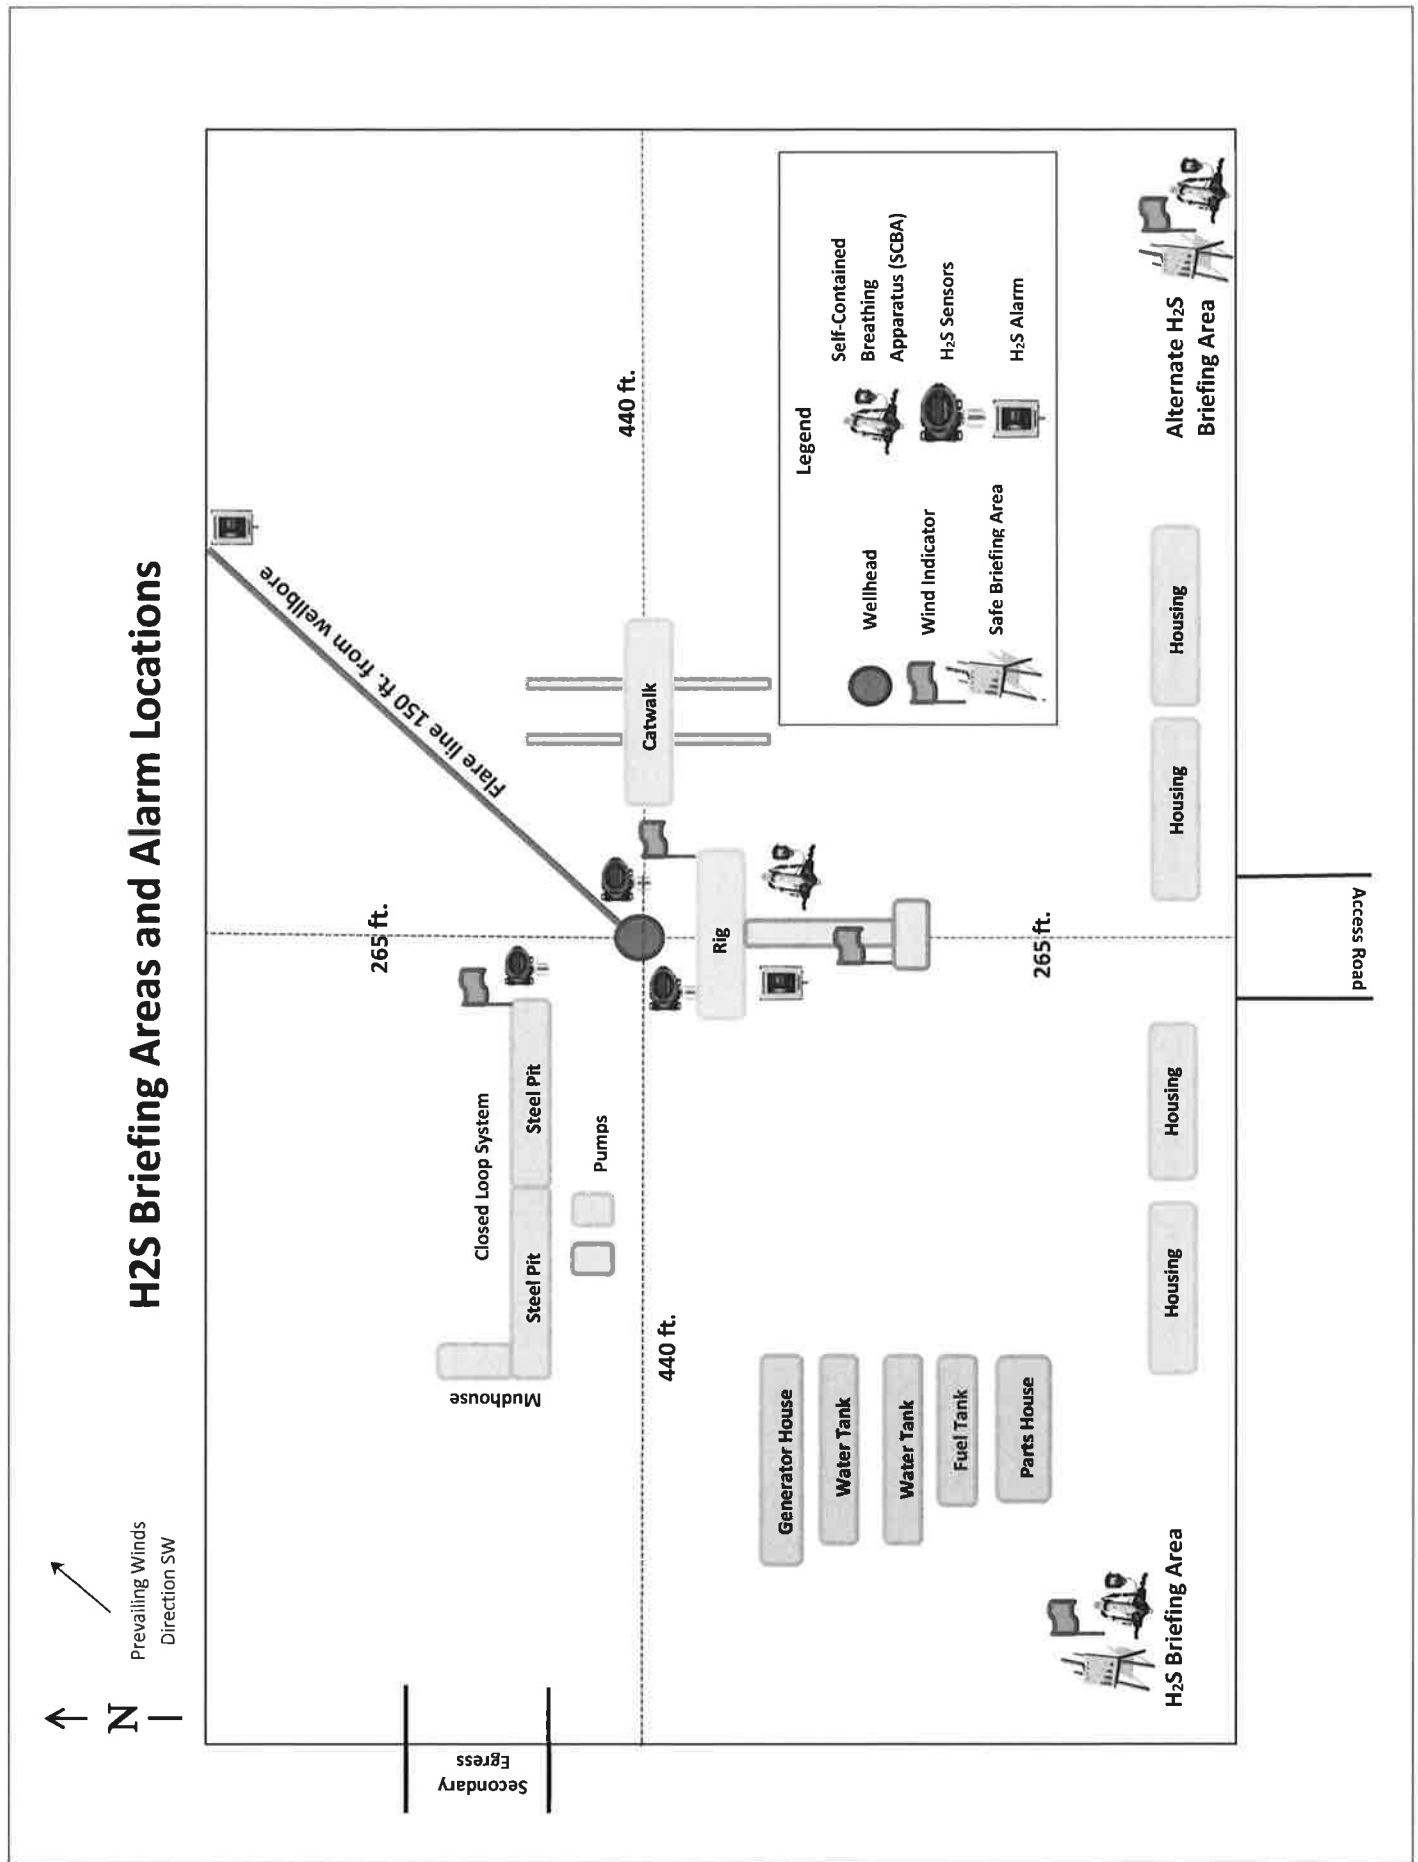 H2S Briefing Areas and Alarm Locations
N
Prevailing Winds
Direction SW
Secondary
Egress
Mudhouse
Closed Loop System
Steel Pit
Steel Pit
Pumps
265 ft.
Flare line 150 ft. from wellbore
440 ft.
440 ft.
Catwalk
Rig
265 ft.
Generator House
Water Tank
Water Tank
Fuel Tank
Parts House
Legend
Wellhead
Wind Indicator
Safe Briefing Area
Self-Contained
Breathing
Apparatus (SCBA)
H₂S Sensors
H₂S Alarm
H₂S Briefing Area
Housing
Housing
Housing
Housing
Alternate H₂S
Briefing Area
Access Road